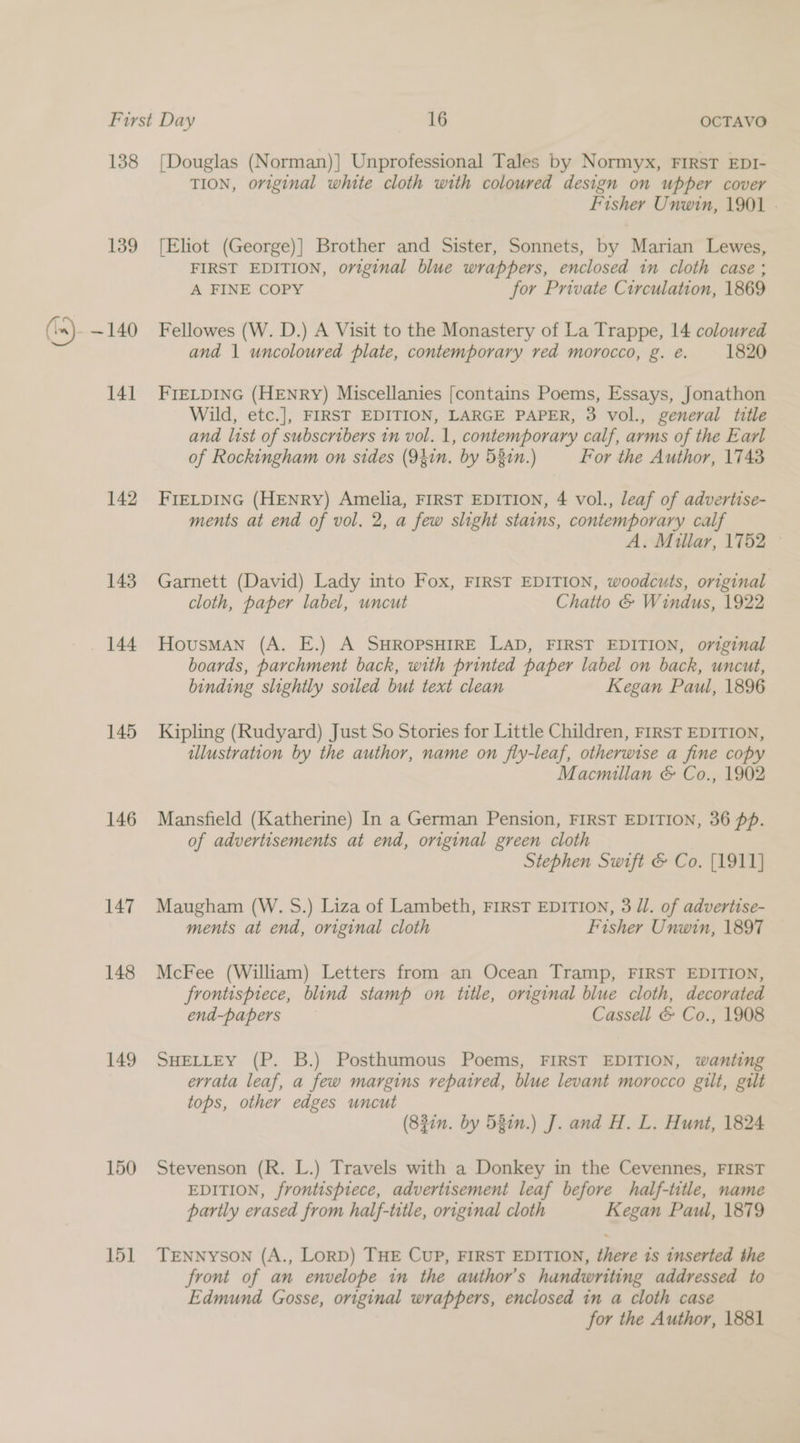 First Day 16 OCTAVO
138 [Douglas (Norman)] Unprofessional Tales by Normyx, FIRST EDI-
TION, original white cloth with coloured design on upper cover
Fisher Unwin, 1901
139 [Eliot (George)] Brother and Sister, Sonnets, by Marian Lewes,
FIRST EDITION, original blue wrappers, enclosed in cloth case;
A FINE COPY for Private Circulation, 1869
140 Fellowes (W. D.) A Visit to the Monastery of La Trappe, 14 coloured
and 1 uncoloured plate, contemporary red morocco, g. e. 1820
141 FIELDING (HENRY) Miscellanies [contains Poems, Essays, Jonathon
Wild, etc.], FIRST EDITION, LARGE PAPER, 3 vol., general title
and list of subscribers in vol. 1, contemporary calf, arms of the Earl
of Rockingham on sides For the Author, 1743
142 FIELDING (HENRY) Amelia, FIRST EDITION, 4 vol., leaf of advertise-
ments at end of vol. 2, a few slight stains, contemporary calf
A. Millar, 1752
143 Garnett (David) Lady into Fox, FIRST EDITION, woodcuts, original
cloth, paper label, uncut Chatto & Windus, 1922
144 HOUSMAN (A. E.) A SHROPSHIRE LAD, FIRST EDITION, original
boards, parchment back, with printed paper label on back, uncut,
binding slightly soiled but text clean Kegan Paul, 1896
145 Kipling (Rudyard) Just So Stories for Little Children, FIRST EDITION,
illustration by the author, name on fly-leaf, otherwise a fine copy
Macmillan & Co., 1902
146 Mansfield (Katherine) In a German Pension, FIRST EDITION, 36 pp.
of advertisements at end, original green cloth
Stephen Swift & Co. [1911]
147 Maugham (W. S.) Liza of Lambeth, FIRST EDITION, 3 ll. of advertise-
ments at end, original cloth Fisher Unwin, 1897
148 McFee (William) Letters from an Ocean Tramp, FIRST EDITION,
frontispiece, blind stamp on title, original blue cloth, decorated
end-papers Cassell & Co., 1908
149 SHELLEY (P. B.) Posthumous Poems, FIRST EDITION, wanting
errata leaf, a few margins repaired, blue levant morocco gilt, gilt
tops, other edges uncut
J. and H. L. Hunt, 1824
150 Stevenson (R. L.) Travels with a Donkey in the Cevennes, FIRST
EDITION, frontispiece, advertisement leaf before half-title, name
partly erased from half-title, original cloth Kegan Paul, 1879
151 TENNYSON (A., LORD) THE CUP, FIRST EDITION, there is inserted the
front of an envelope in the author's handwriting addressed to
Edmund Gosse, original wrappers, enclosed in a cloth case
for the Author, 1881